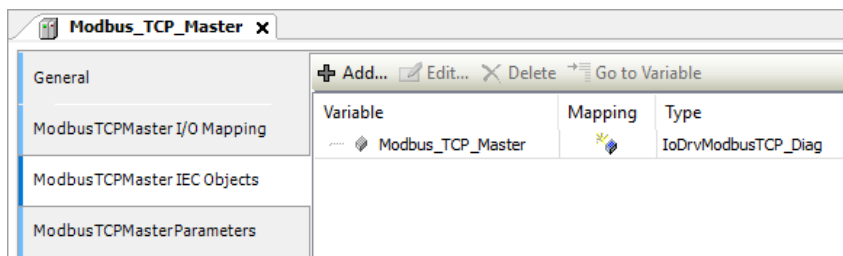 Modbus_TCP_Master X
General
ModbusTCPMaster I/O Mapping
ModbusTCPMaster IEC Objects
ModbusTCPMasterParameters
Add... Edit... Delete Go to Variable
Variable Mapping Type
Modbus_TCP_Master IoDrvModbusTCP_Diag